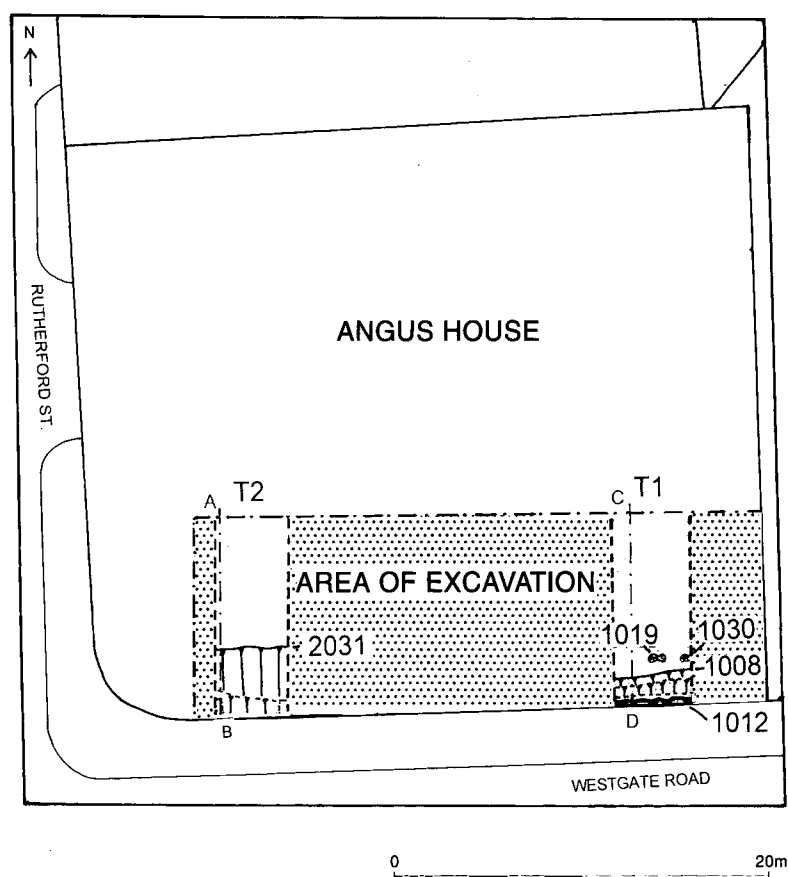 N
RUTHERFORD ST.
ANGUS HOUSE
A
T2
C
T1
AREA OF EXCAVATION
2031
1019
1030
1008
1012
B
D
WESTGATE ROAD
0
20m